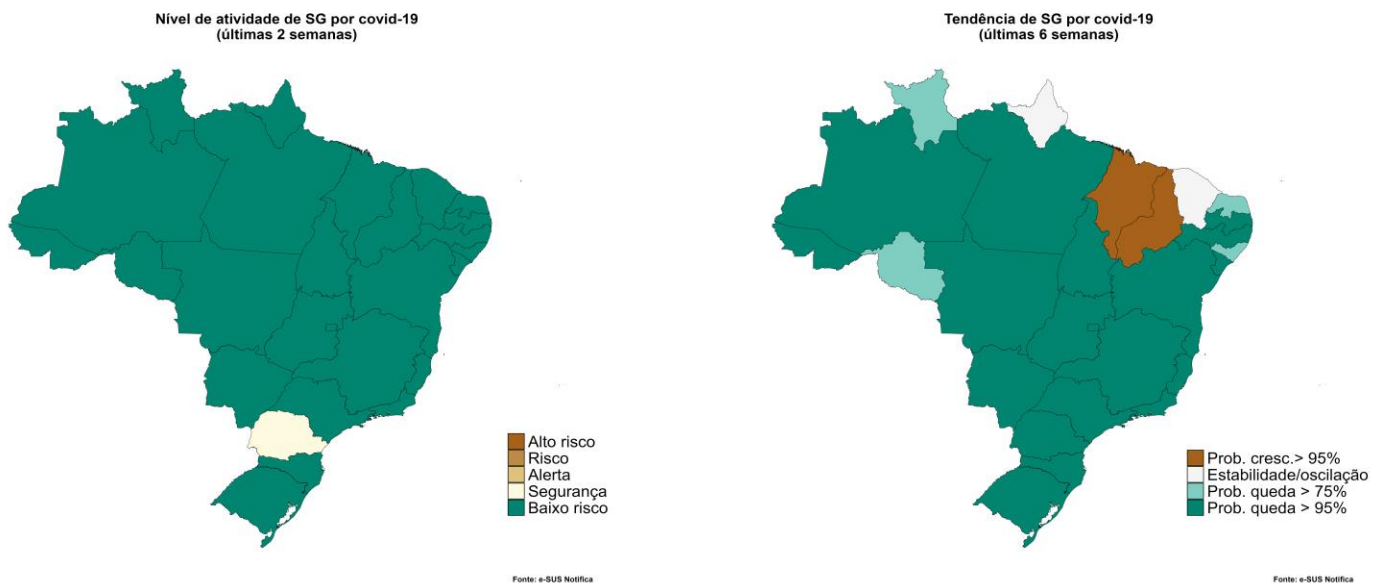 Nível de atividade de SG por covid-19
(últimas 2 semanas)
Alto risco
Risco
Alerta
Segurança
Baixo risco
Fonte: e-SUS Notifica
Tendência de SG por covid-19
(últimas 6 semanas)
Prob. cresc.> 95%
Estabilidade/oscilação
Prob. queda > 75%
Prob. queda > 95%
Fonte: e-SUS Notifica